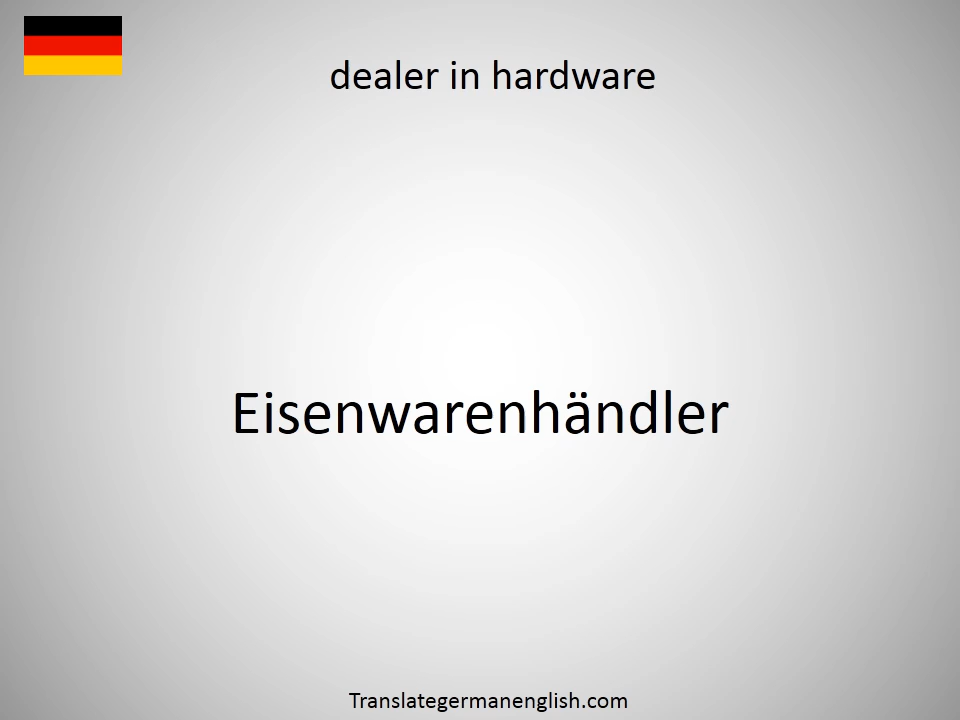 dealer in hardware
Eisenwarenhändler
Translategermanenglish.com